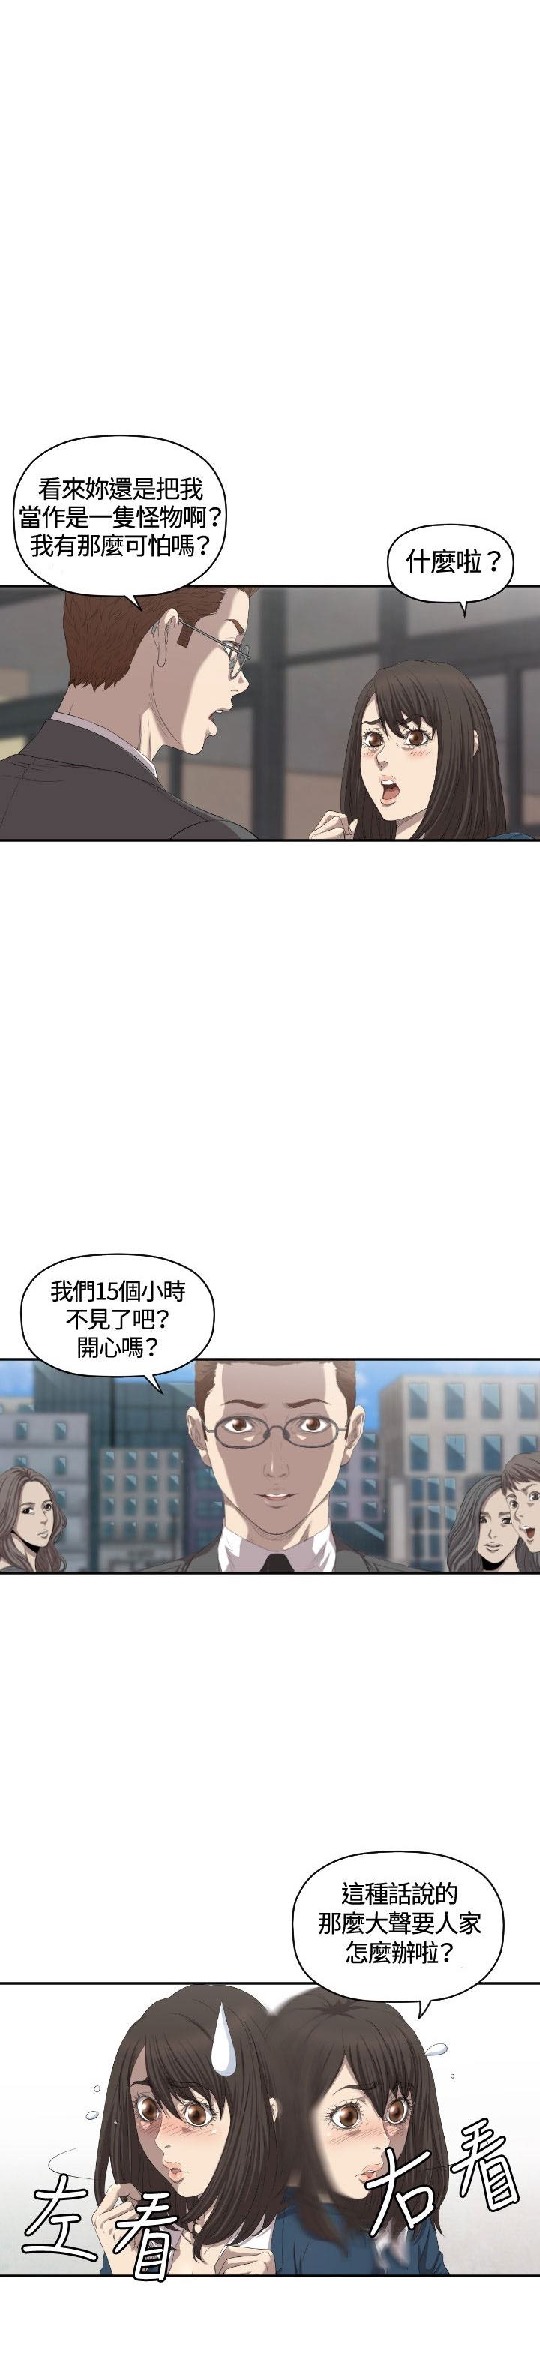 看來妳還是把我
當作是一隻怪物啊?
我有那麼可怕嗎?
什麼啦?
我們15個小時
不見了吧?
開心嗎?
這種話說的
那麼大聲要人家
怎麼辦啦?
左看
右看